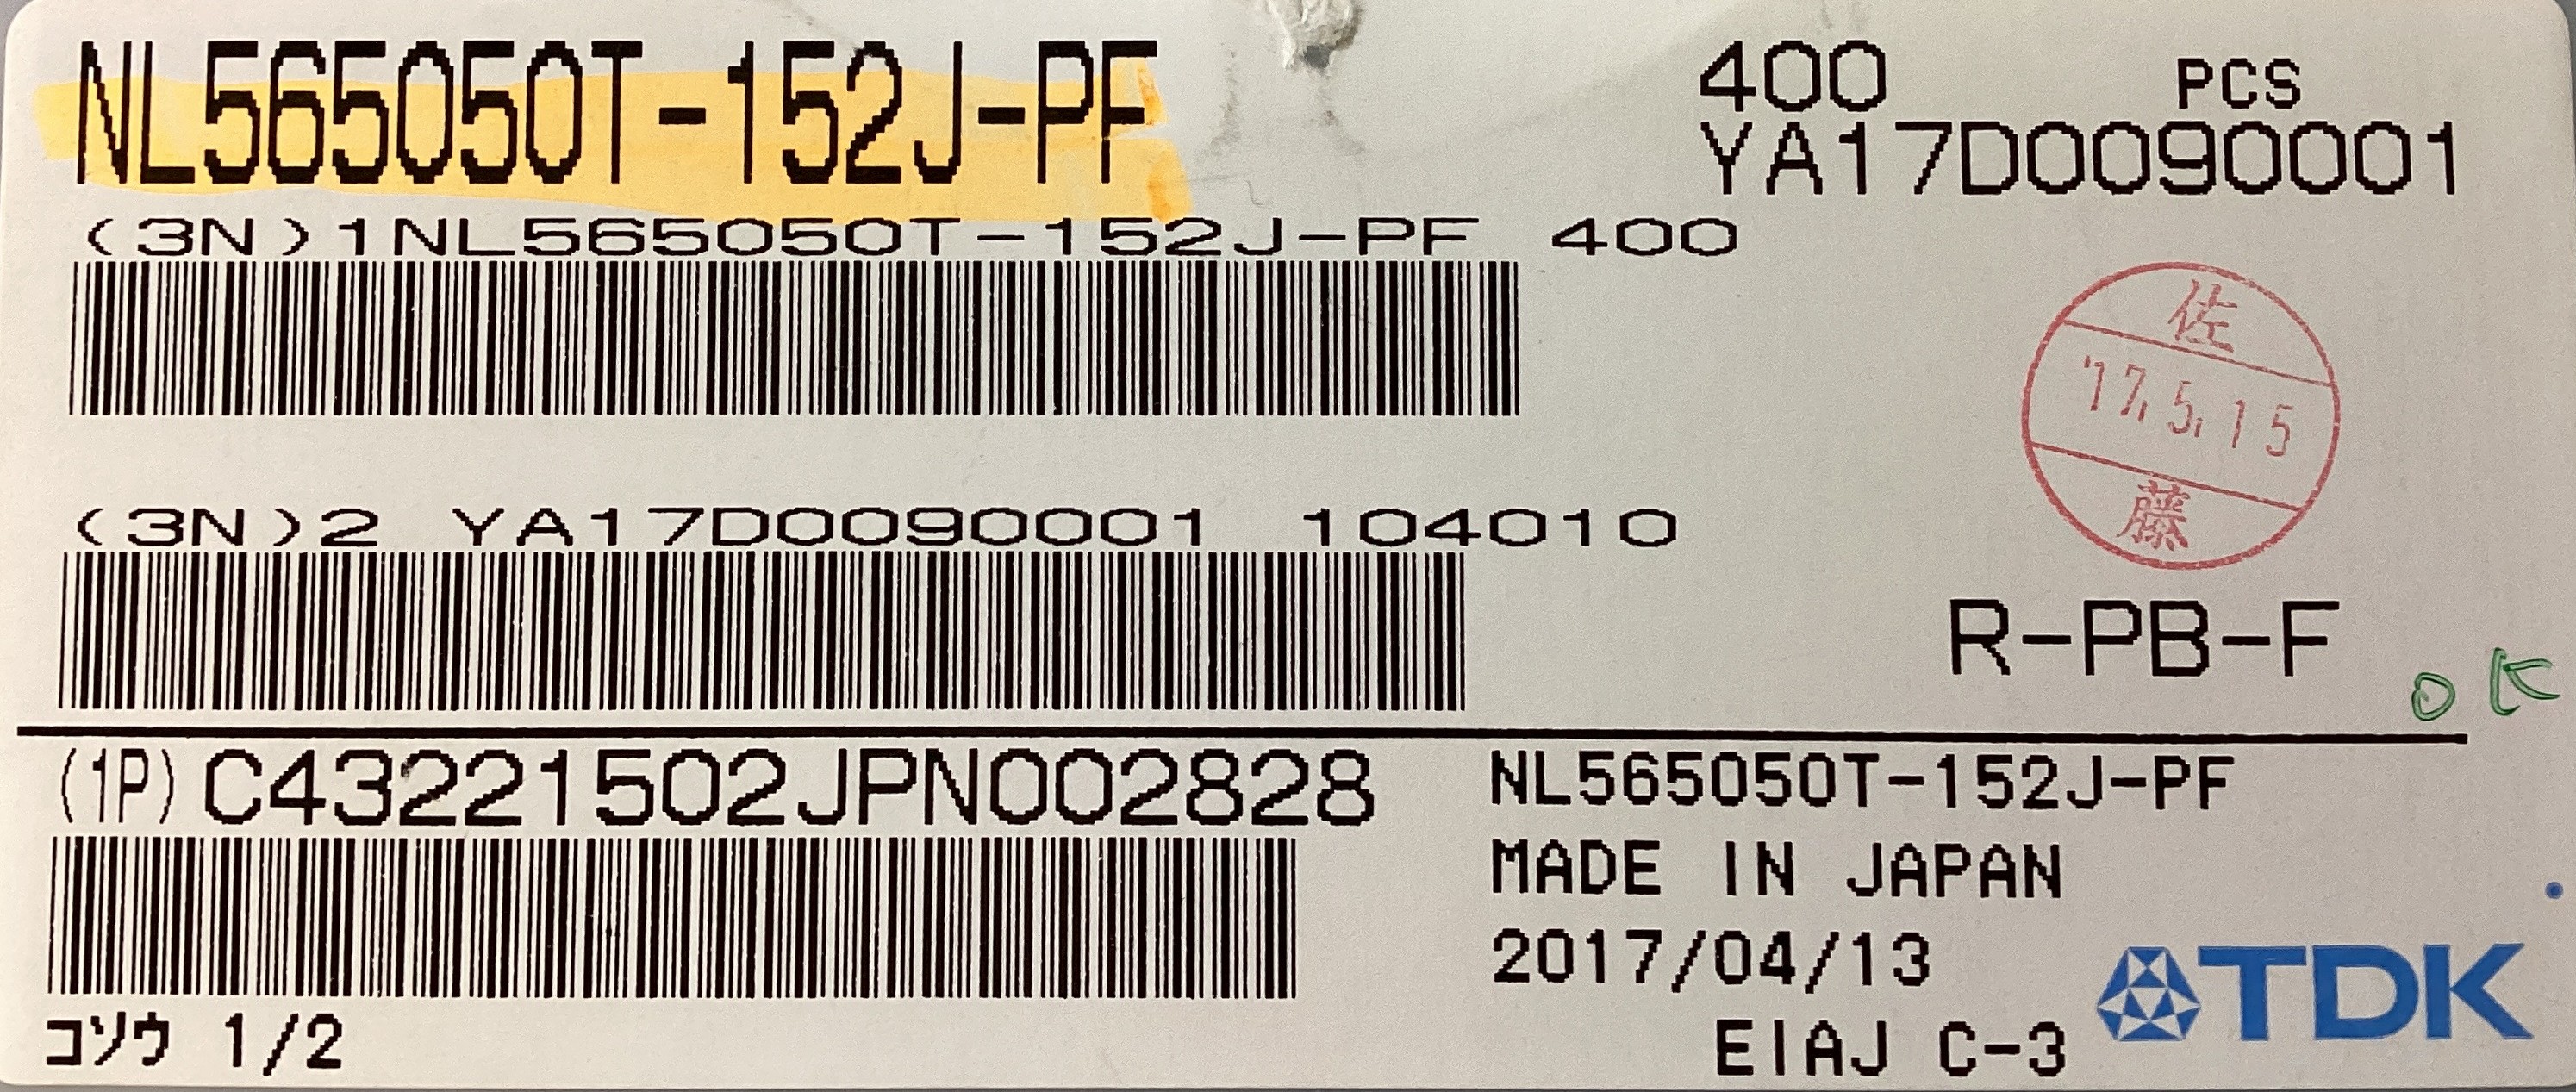 NL565050T-152J-PF
400 PCS
YA17D0090001
(3N)1NL565050T-152J-PF 400
佐
'17.5.15
藤
(3N)2 YA17D0090001 104010
R-PB-F
OK
(1P)C43221502JPN002828
NL565050T-152J-PF
MADE IN JAPAN
2017/04/13
TDK
EIAJ C-3
コソウ 1/2